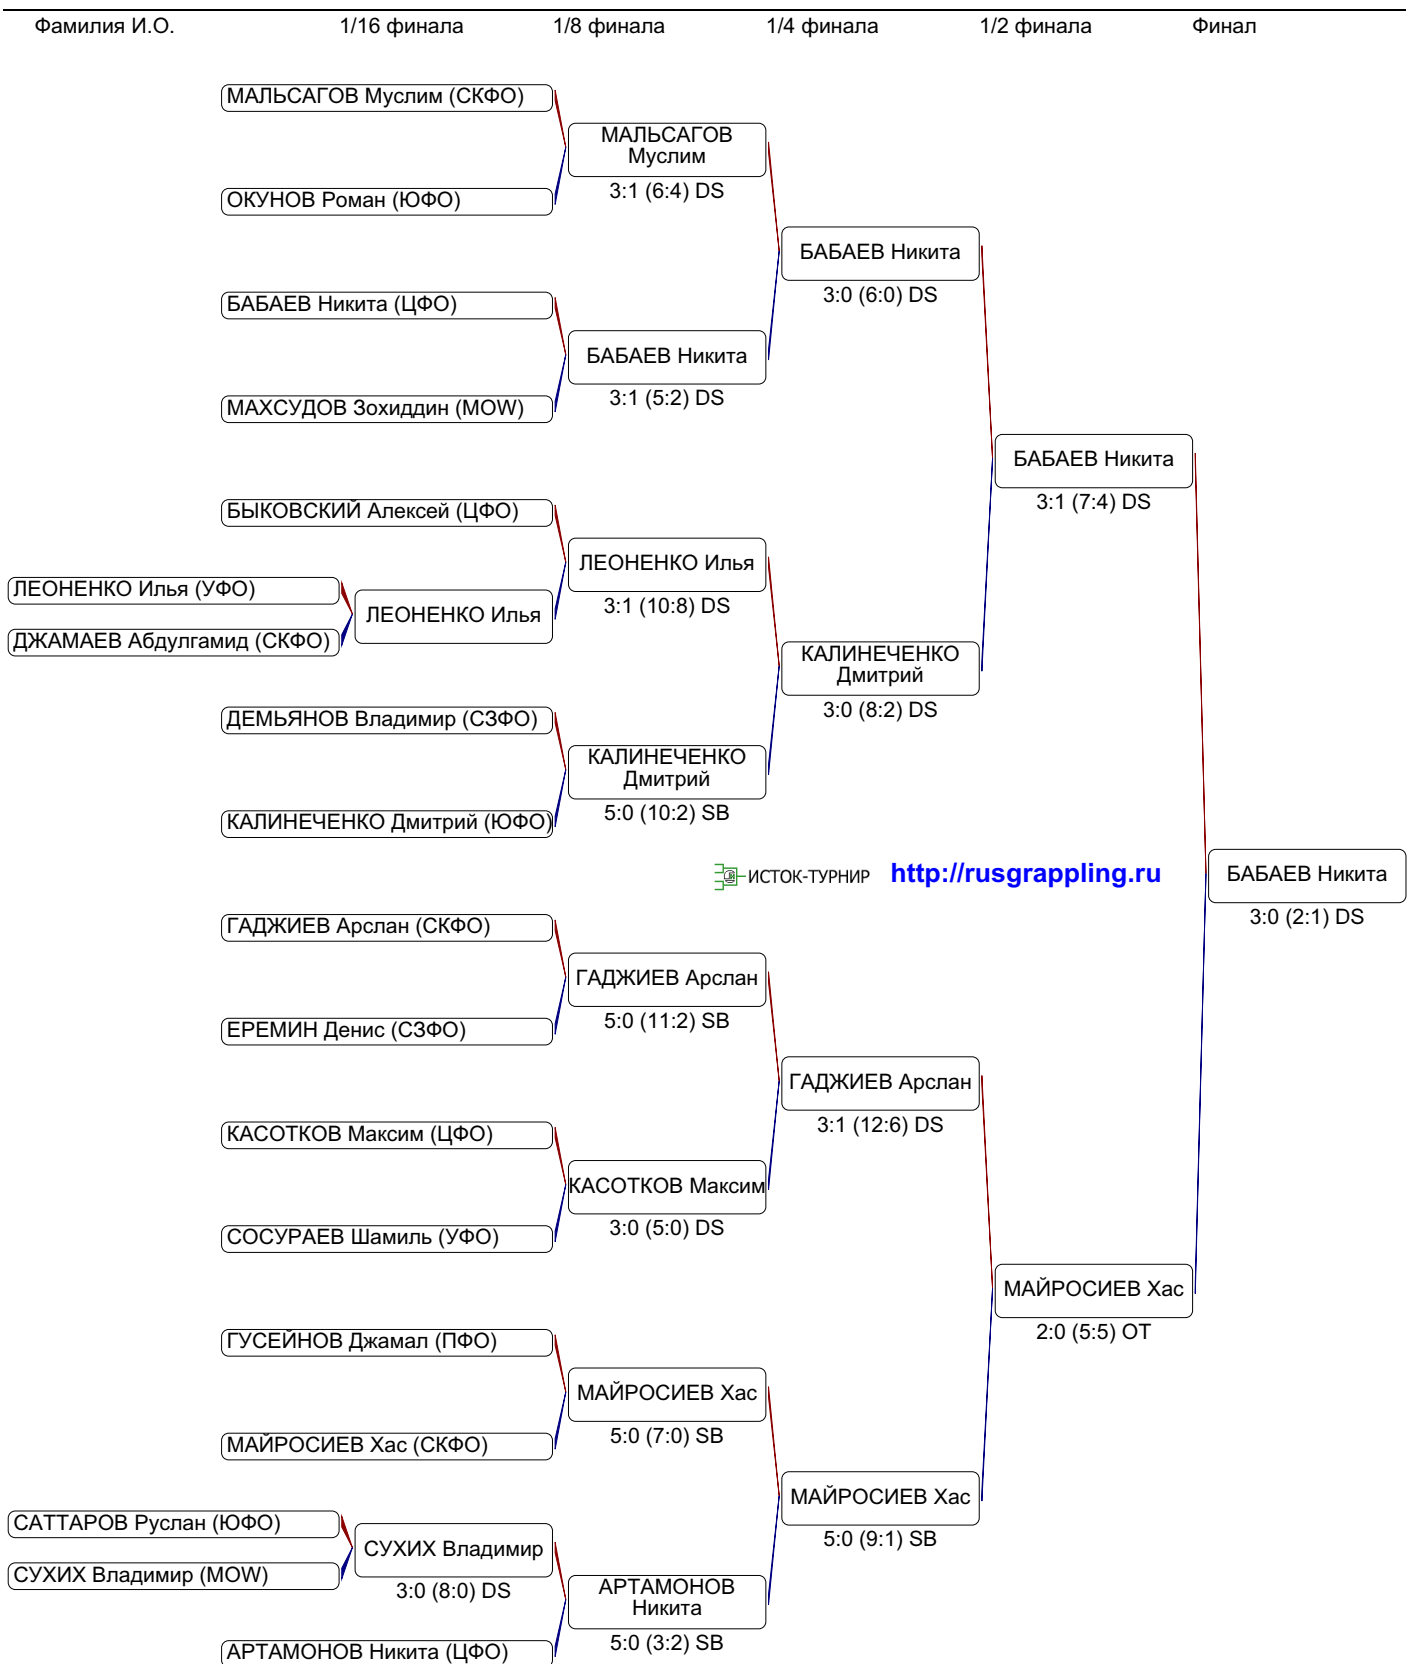 Фамилия И.О. 1/16 финала 1/8 финала 1/4 финала 1/2 финала Финал
МАЛЬСАГОВ Муслим (СКФО)
МАЛЬСАГОВ
Муслим
3:1 (6:4) DS
ОКУНОВ Роман (ЮФО)
БАБАЕВ Никита
3:0 (6:0) DS
БАБАЕВ Никита (ЦФО)
БАБАЕВ Никита
3:1 (5:2) DS
МАХСУДОВ Зохиддин (MOW)
БАБАЕВ Никита
3:1 (7:4) DS
БЫКОВСКИЙ Алексей (ЦФО)
ЛЕОНЕНКО Илья
3:1 (10:8) DS
ЛЕОНЕНКО Илья (УФО)
ЛЕОНЕНКО Илья
ДЖАМАЕВ Абдулгамид (СКФО)
КАЛИНЕЧЕНКО
Дмитрий
3:0 (8:2) DS
ДЕМЬЯНОВ Владимир (СЗФО)
КАЛИНЕЧЕНКО
Дмитрий
5:0 (10:2) SB
КАЛИНЕЧЕНКО Дмитрий (ЮФО)
ИСТОК-ТУРНИР http://rusgrappling.ru
БАБАЕВ Никита
3:0 (2:1) DS
ГАДЖИЕВ Арслан (СКФО)
ГАДЖИЕВ Арслан
5:0 (11:2) SB
ЕРЕМИН Денис (СЗФО)
ГАДЖИЕВ Арслан
3:1 (12:6) DS
КАСОТКОВ Максим (ЦФО)
КАСОТКОВ Максим
3:0 (5:0) DS
СОСУРАЕВ Шамиль (УФО)
МАЙРОСИЕВ Хас
2:0 (5:5) OT
ГУСЕЙНОВ Джамал (ПФО)
МАЙРОСИЕВ Хас
5:0 (7:0) SB
МАЙРОСИЕВ Хас (СКФО)
МАЙРОСИЕВ Хас
5:0 (9:1) SB
САТТАРОВ Руслан (ЮФО)
СУХИХ Владимир
3:0 (8:0) DS
СУХИХ Владимир (MOW)
АРТАМОНОВ
Никита
5:0 (3:2) SB
АРТАМОНОВ Никита (ЦФО)